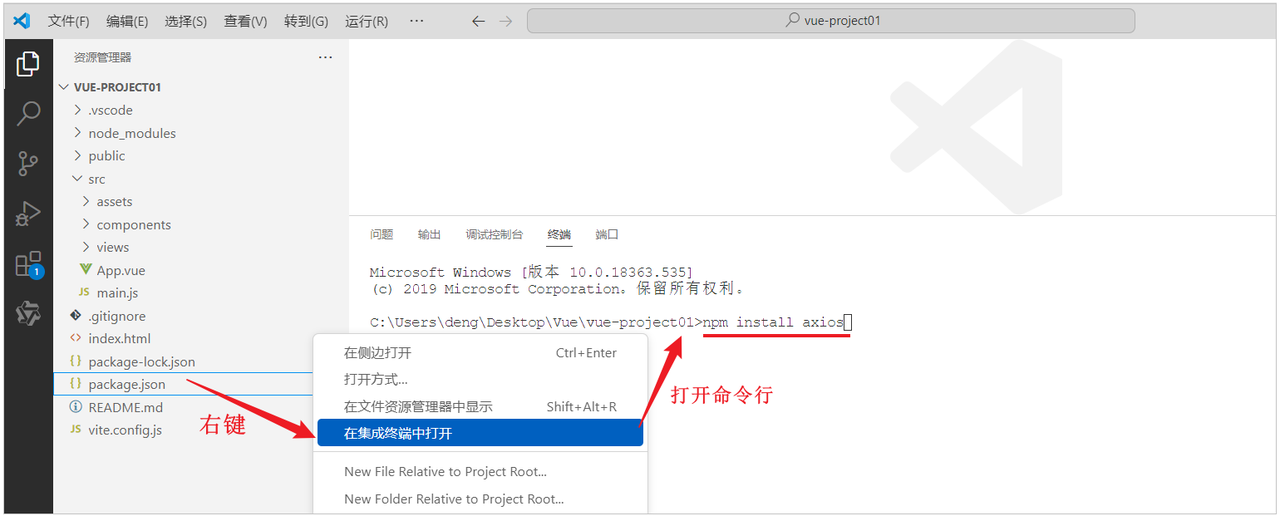 文件(F) 编辑(E) 选择(S) 查看(V) 转到(G) 运行(R) ··· vue-project01
资源管理器 ···
VUE-PROJECT01
.vscode
node_modules
public
src
assets
components
views
App.vue
JS main.js
.gitignore
<> index.html
{} package-lock.json
{} package.json
README.md
JS vite.config.js
1
问题 输出 调试控制台 终端 端口
Microsoft Windows [版本 10.0.18363.535]
(c) 2019 Microsoft Corporation。保留所有权利。
C:\Users\deng\Desktop\Vue\vue-project01>npm install axios
在侧边打开 Ctrl+Enter
打开方式...
在文件资源管理器中显示 Shift+Alt+R
在集成终端中打开
New File Relative to Project Root...
New Folder Relative to Project Root...
右键
打开命令行